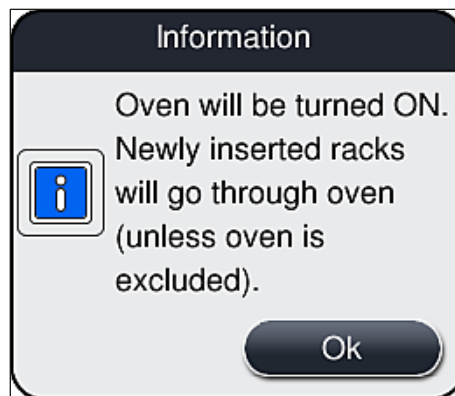 Information
Oven will be turned ON.
Newly inserted racks
will go through oven
(unless oven is
excluded).
i
Ok